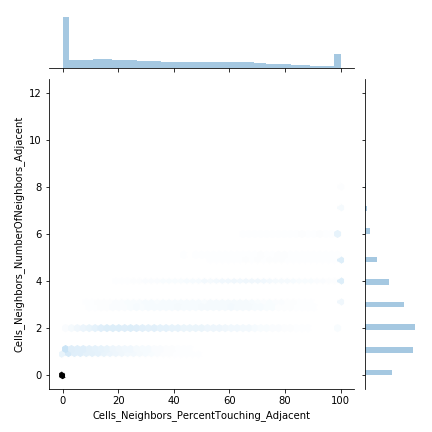 12
10
8
6
4
2
0
Cells_Neighbors_NumberOfNeighbors_Adjacent
0 20 40 60 80 100
Cells_Neighbors_PercentTouching_Adjacent